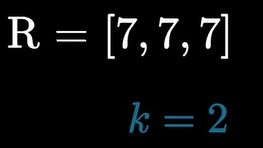 R = [7, 7, 7]
k = 2